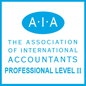 A·I·A
THE ASSOCIATION
OF INTERNATIONAL
ACCOUNTANTS
PROFESSIONAL LEVEL II